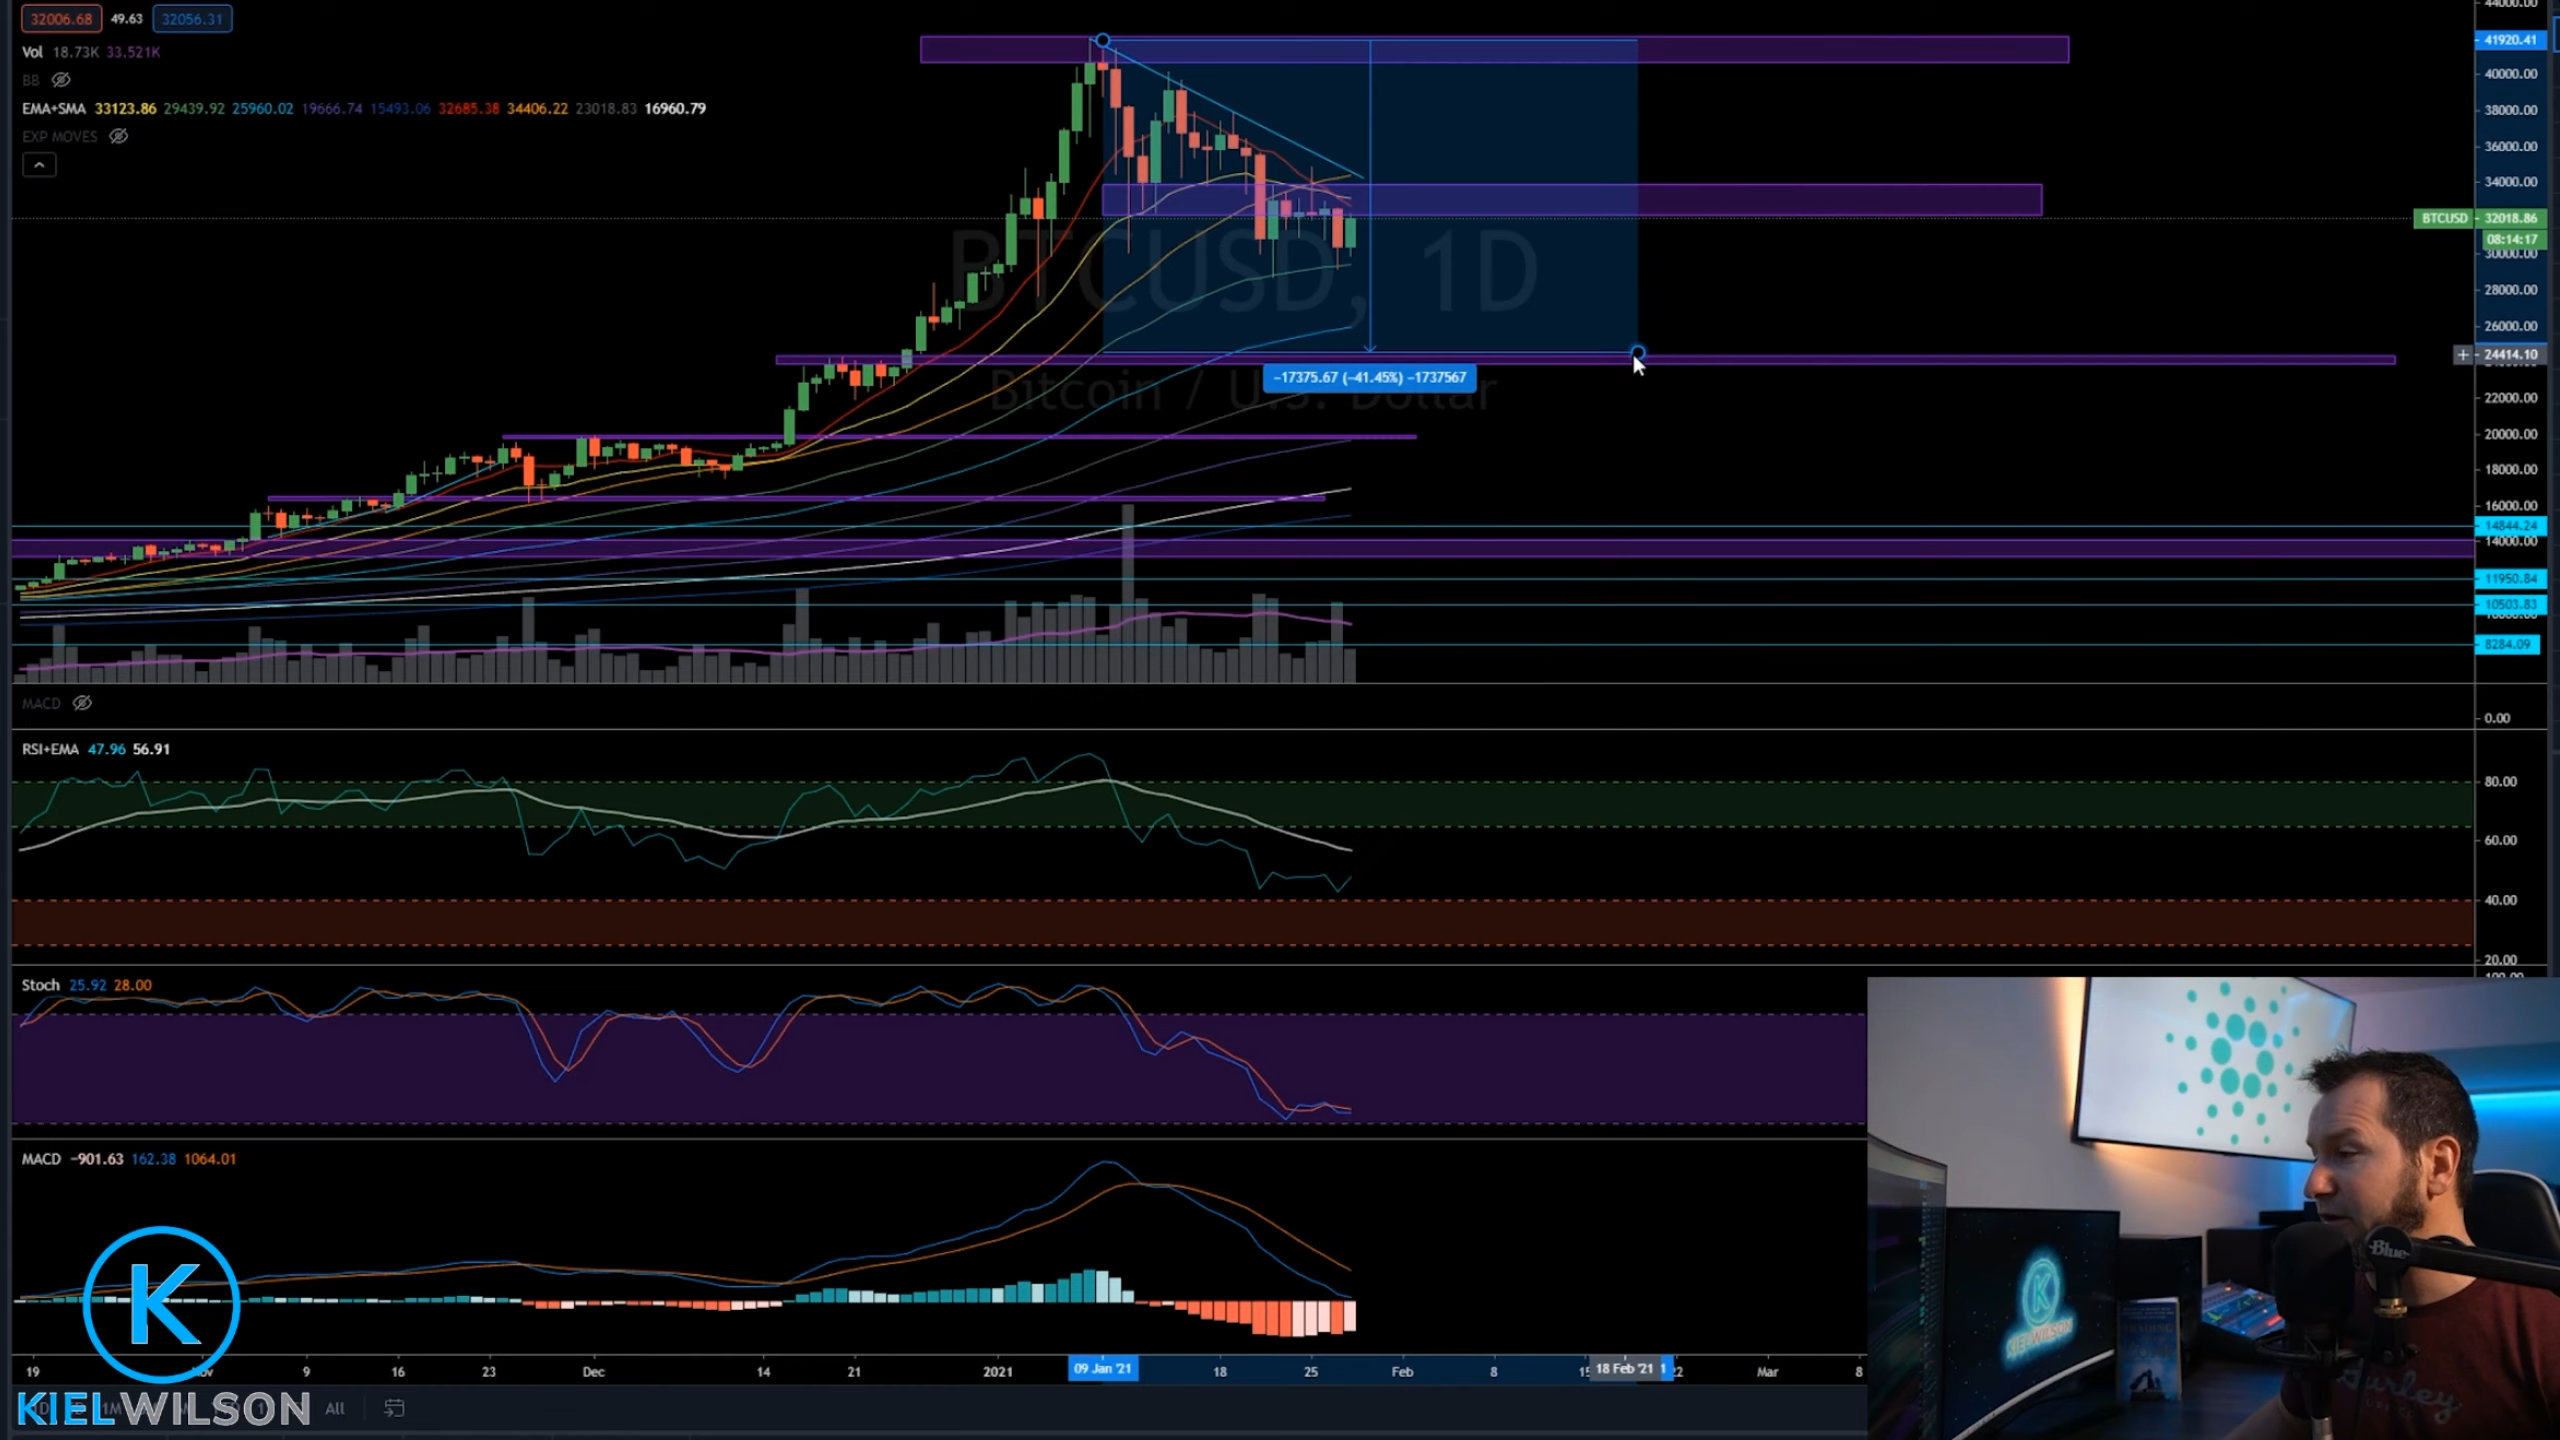 32006.68 49.63 32056.31
Vol 18.73K 33.521K
BB
EMA+SMA 33123.86 29439.92 25960.02 19666.74 15493.06 32685.38 34406.22 23018.83 16960.79
EXP MOVES
BTCUSD, 1D
Bitcoin / U.S. Dollar
−17375.67 (−41.45%) −1737567
44000.00
41920.41
40000.00
38000.00
36000.00
34000.00
BTCUSD 32018.86
08:14:17
30000.00
28000.00
26000.00
24414.10
22000.00
20000.00
18000.00
16000.00
14844.24
14000.00
11950.84
10503.83
8284.09
MACD
0.00
RSI+EMA 47.96 56.91
80.00
60.00
40.00
20.00
Stoch 25.92 28.00
MACD −901.63 162.38 1064.01
19 9 16 23 Dec 14 21 2021 09 Jan '21 18 25 Feb 8 18 Feb '21 Mar 8
K
KIELWILSON
All
K
KIELWILSON
Blue
Hurley